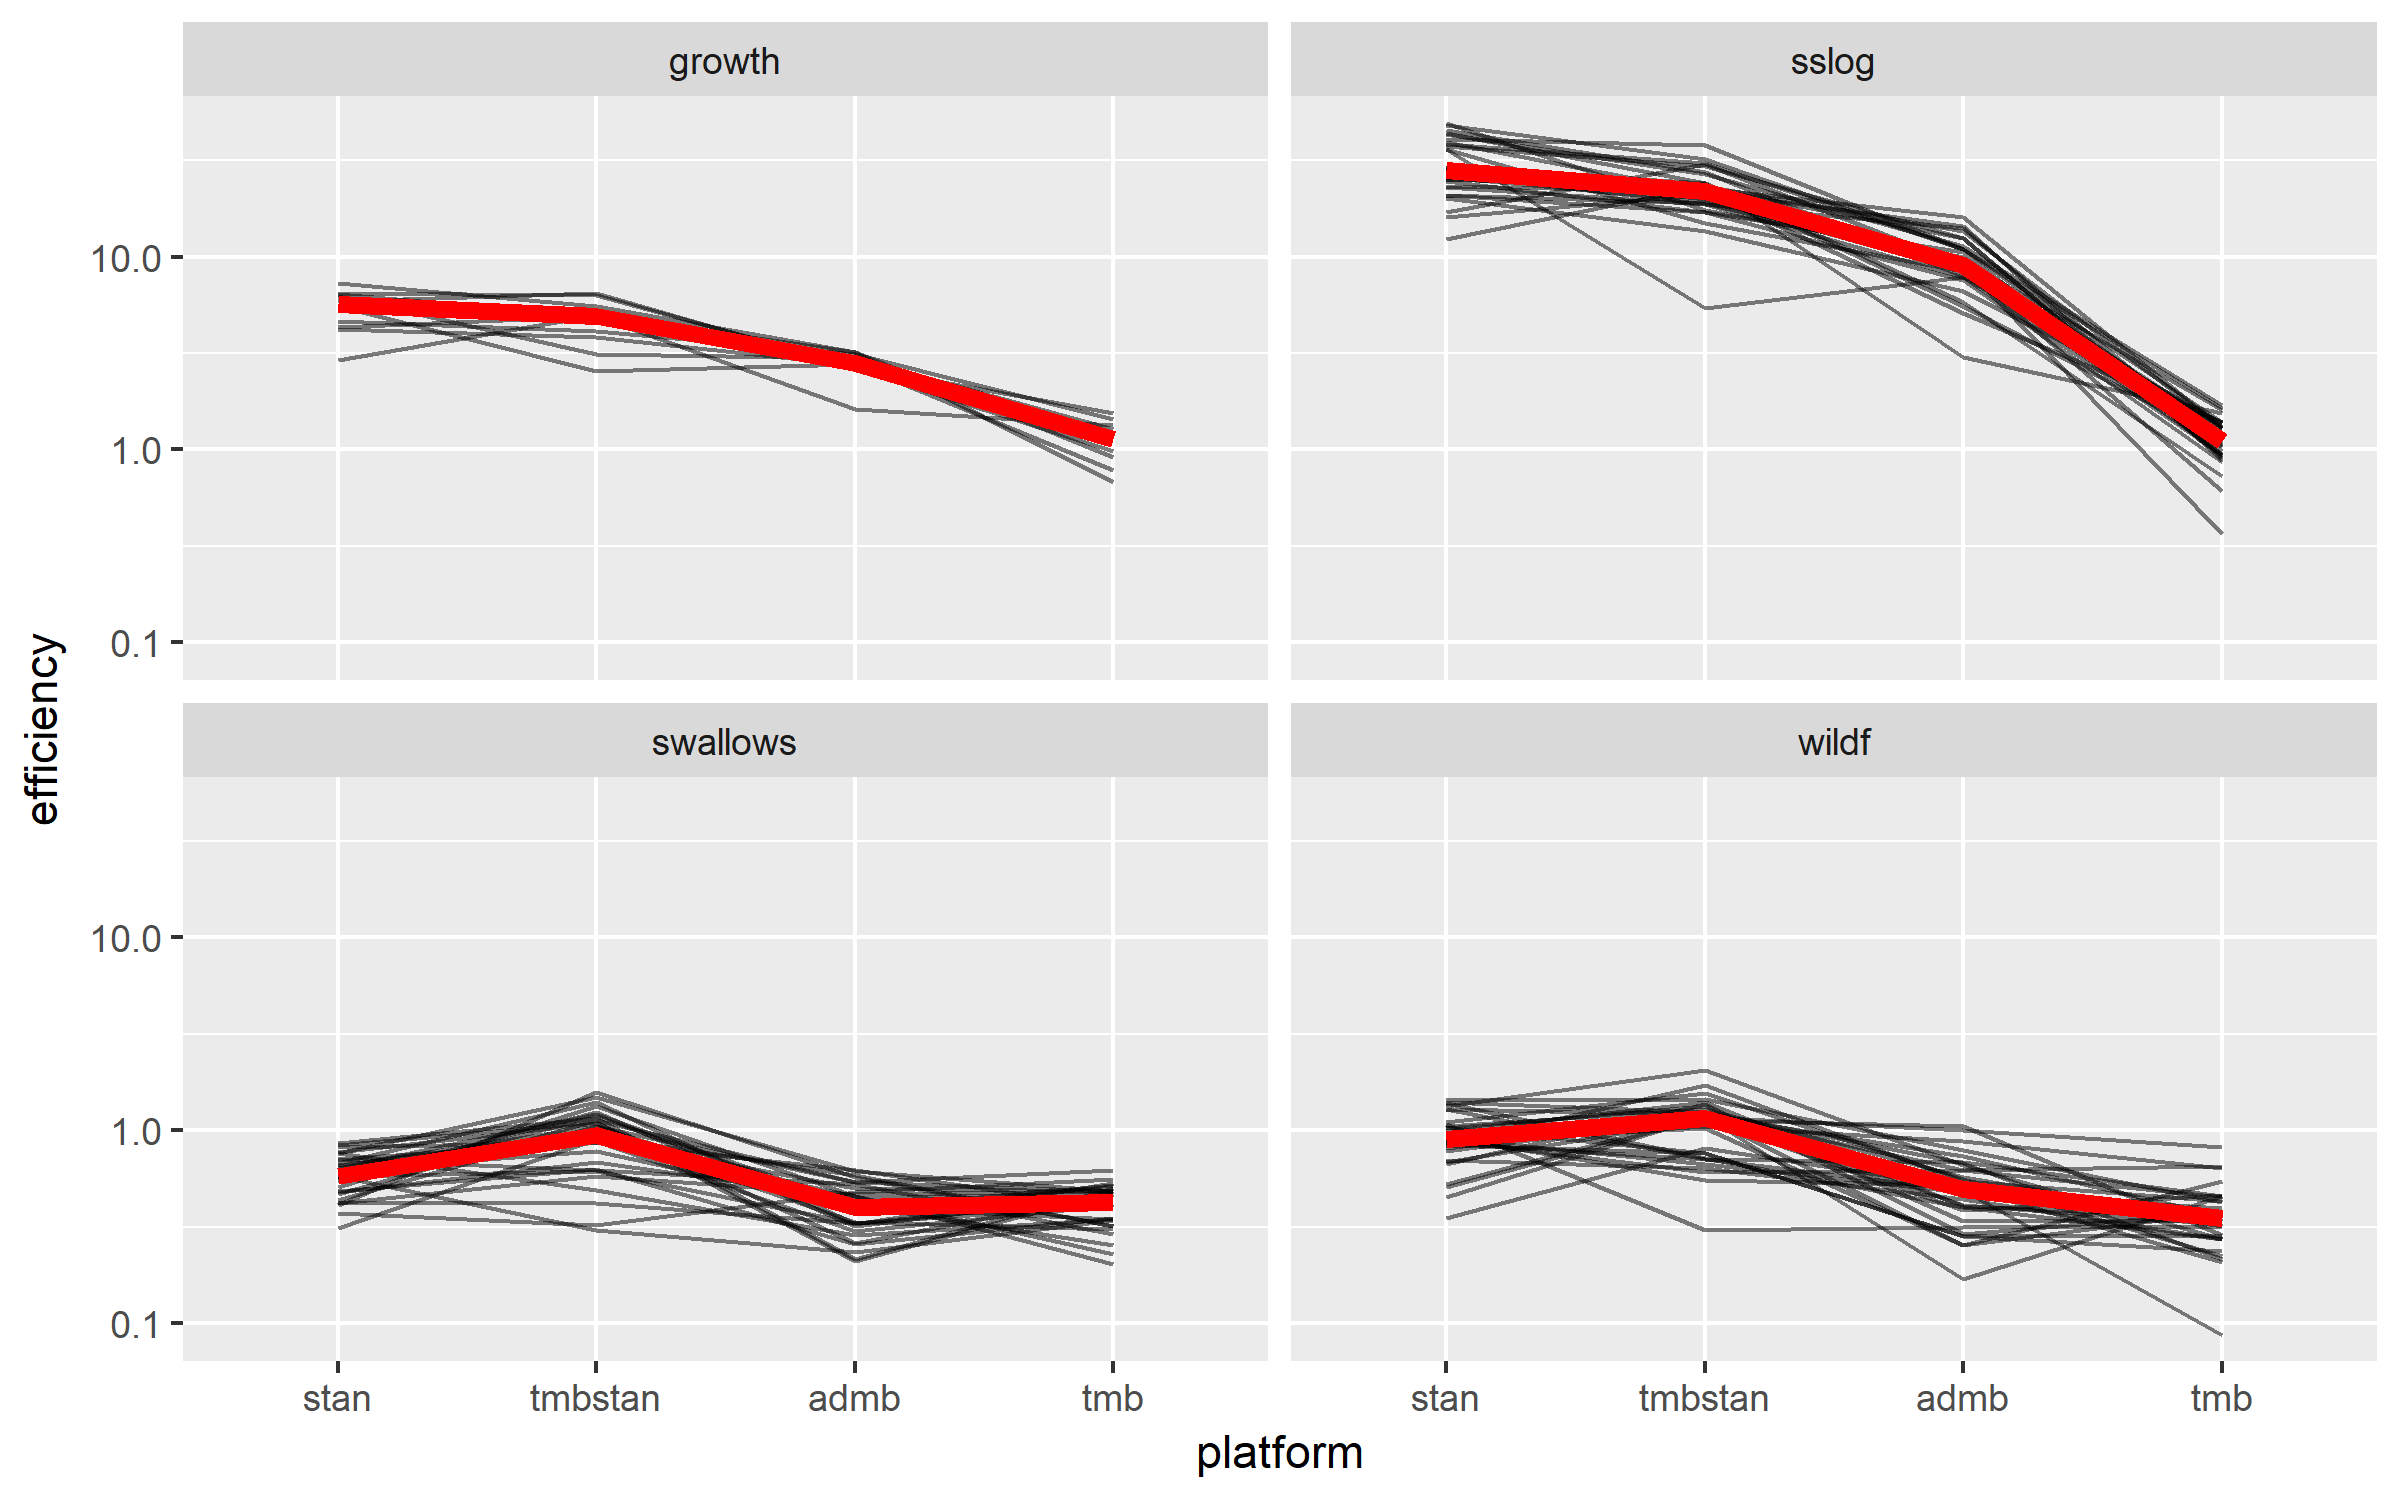 growth
sslog
10.0
1.0
0.1
efficiency
swallows
wildf
10.0
1.0
0.1
stan tmbstan admb tmb
stan tmbstan admb tmb
platform